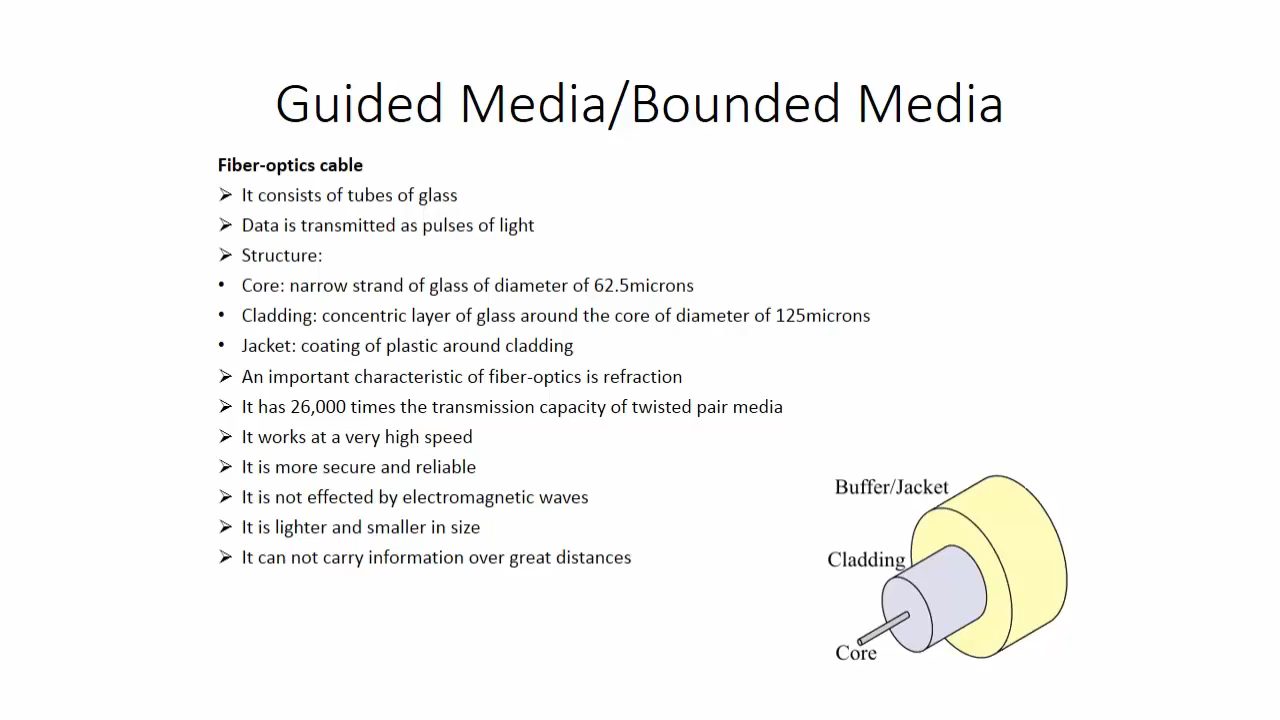 Guided Media/Bounded Media
Fiber-optics cable
➢ It consists of tubes of glass
➢ Data is transmitted as pulses of light
➢ Structure:
• Core: narrow strand of glass of diameter of 62.5microns
• Cladding: concentric layer of glass around the core of diameter of 125microns
• Jacket: coating of plastic around cladding
➢ An important characteristic of fiber-optics is refraction
➢ It has 26,000 times the transmission capacity of twisted pair media
➢ It works at a very high speed
➢ It is more secure and reliable
➢ It is not effected by electromagnetic waves
➢ It is lighter and smaller in size
➢ It can not carry information over great distances
Buffer/Jacket
Cladding
Core